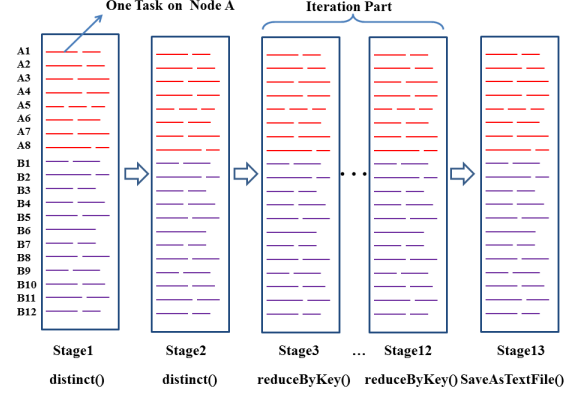 One Task on Node A
Iteration Part
A1
A2
A3
A4
A5
A6
A7
A8
B1
B2
B3
B4
B5
B6
B7
B8
B9
B10
B11
B12
...
Stage1 Stage2 Stage3 ... Stage12 Stage13
distinct() distinct() reduceByKey() reduceByKey() SaveAsTextFile()